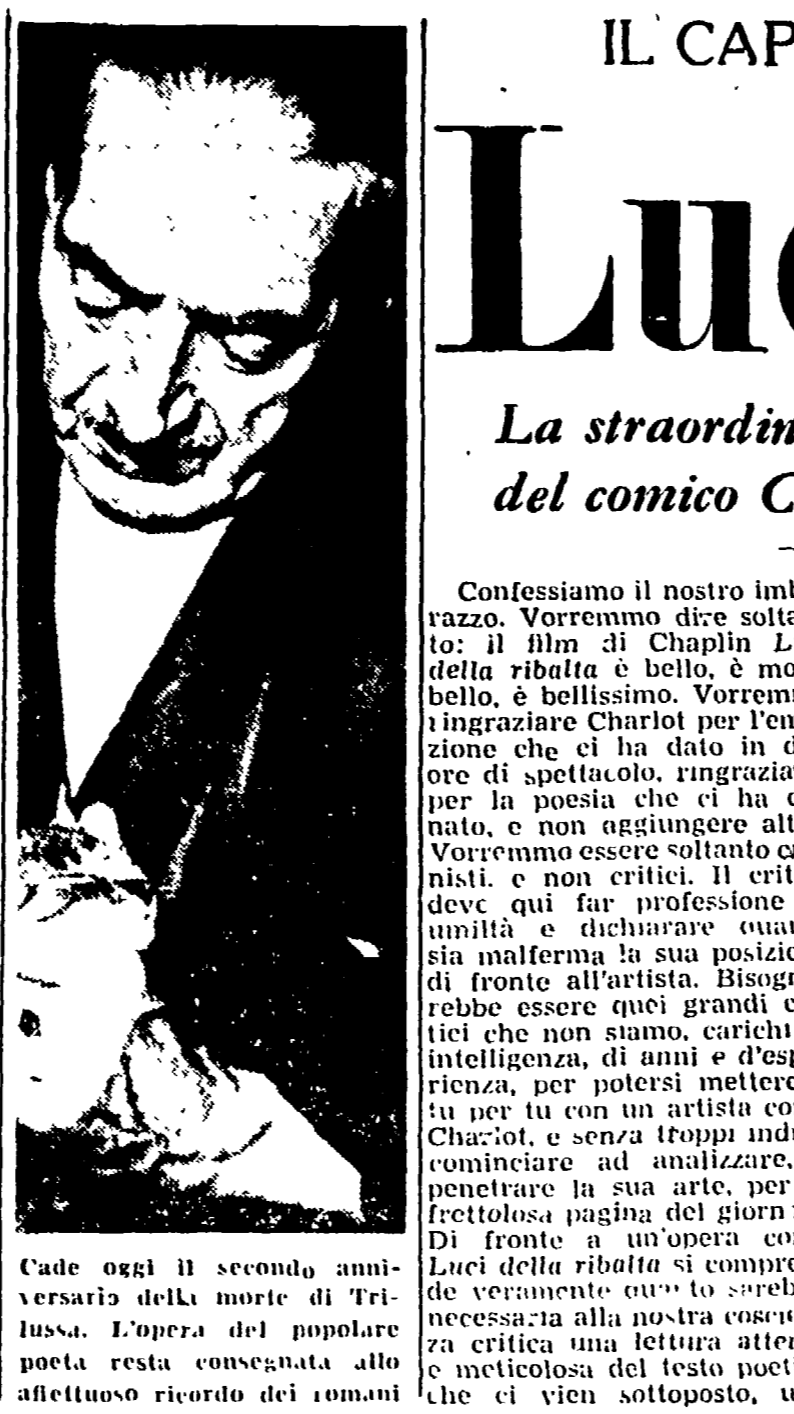 Cade oggi il secondo anni-
versario della morte di Tri-
lussa. L'opera del popolare
poeta resta consegnata allo
affettuoso ricordo dei romani
IL CAP
Luc
La straordin
del comico C
Confessiamo il nostro imb
razzo. Vorremmo dire solta
to: il film di Chaplin L
della ribalta è bello, è mo
bello, è bellissimo. Vorrem
ringraziare Charlot per l'em
zione che ci ha dato in d
ore di spettacolo, ringrazia
per la poesia che ci ha d
nato, e non aggiungere alt
Vorremmo essere soltanto c
nisti. e non critici. Il crit
deve qui far professione
umiltà e dichiarare quan
sia malferma la sua posizio
di fronte all'artista. Bisogn
rebbe essere quei grandi c
tici che non siamo, carichi
intelligenza, di anni e d'esp
rienza, per potersi mettere
tu per tu con un artista co
Charlot, e senza troppi indu
cominciare ad analizzare,
penetrare la sua arte, per
frettolosa pagina del giorn
Di fronte a un'opera co
Luci della ribalta si compre
de veramente quanto sareb
necessaria alla nostra coscie
za critica una lettura atten
e meticolosa del testo poet
che ci vien sottoposto, u